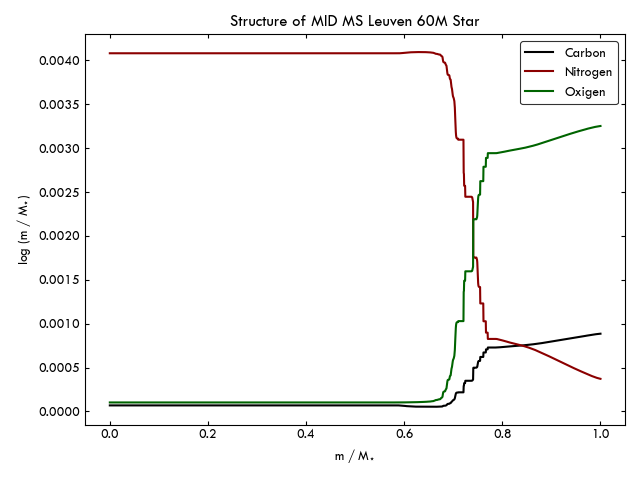 Structure of MID MS Leuven 60M Star
Carbon
Nitrogen
Oxigen
log (m / M⋆)
0.0040
0.0035
0.0030
0.0025
0.0020
0.0015
0.0010
0.0005
0.0000
0.0 0.2 0.4 0.6 0.8 1.0
m / M⋆